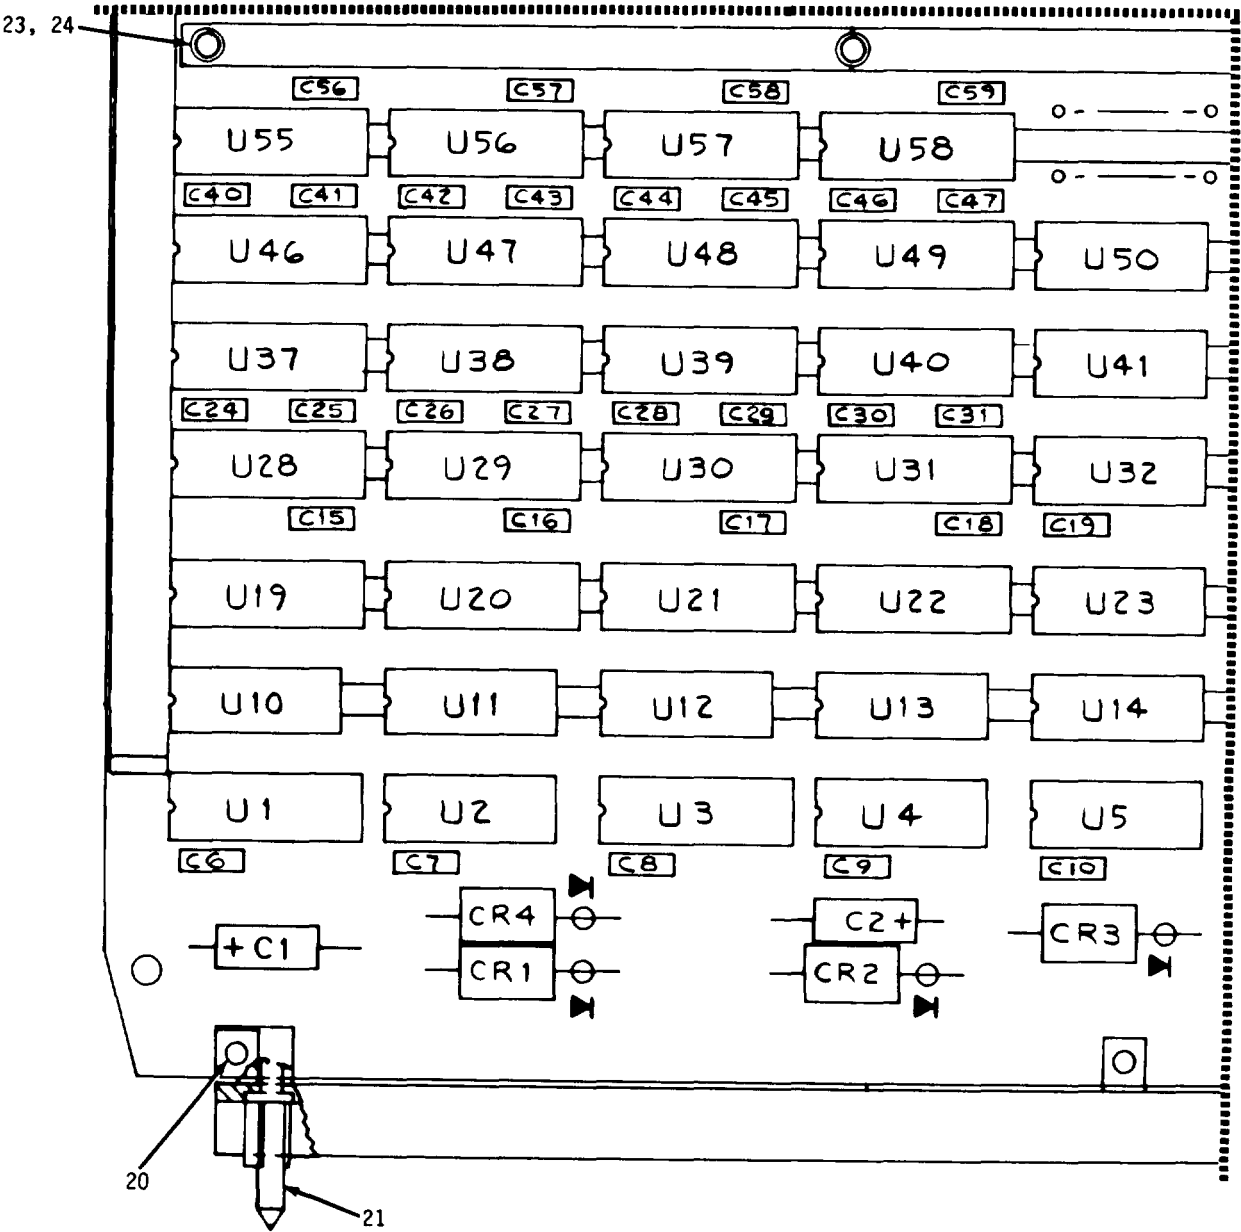 23, 24
C56 C57 C58 C59
U55 U56 U57 U58
C40 C41 C42 C43 C44 C45 C46 C47
U46 U47 U48 U49 U50
U37 U38 U39 U40 U41
C24 C25 C26 C27 C28 C29 C30 C31
U28 U29 U30 U31 U32
C15 C16 C17 C18 C19
U19 U20 U21 U22 U23
U10 U11 U12 U13 U14
U1 U2 U3 U4 U5
C6 C7 C8 C9 C10
CR4 C2+ CR3
+C1 CR1 CR2
20
21